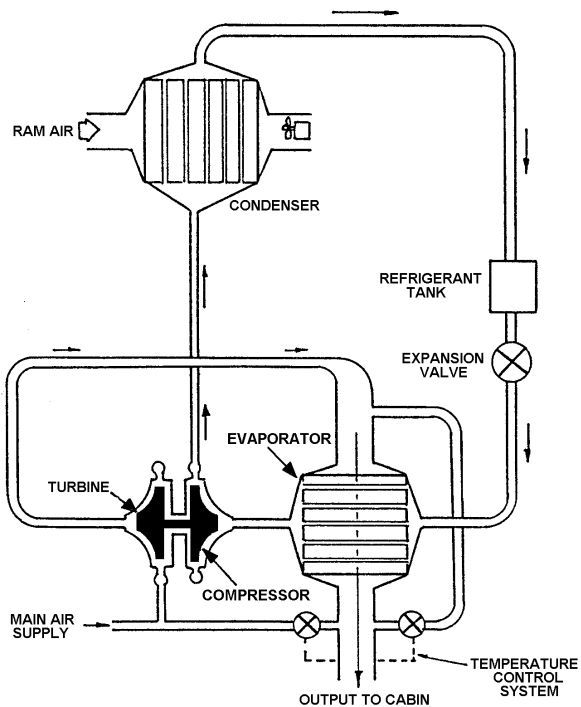 RAM AIR
CONDENSER
REFRIGERANT
TANK
EXPANSION
VALVE
EVAPORATOR
TURBINE
COMPRESSOR
MAIN AIR
SUPPLY
TEMPERATURE
CONTROL
SYSTEM
OUTPUT TO CABIN